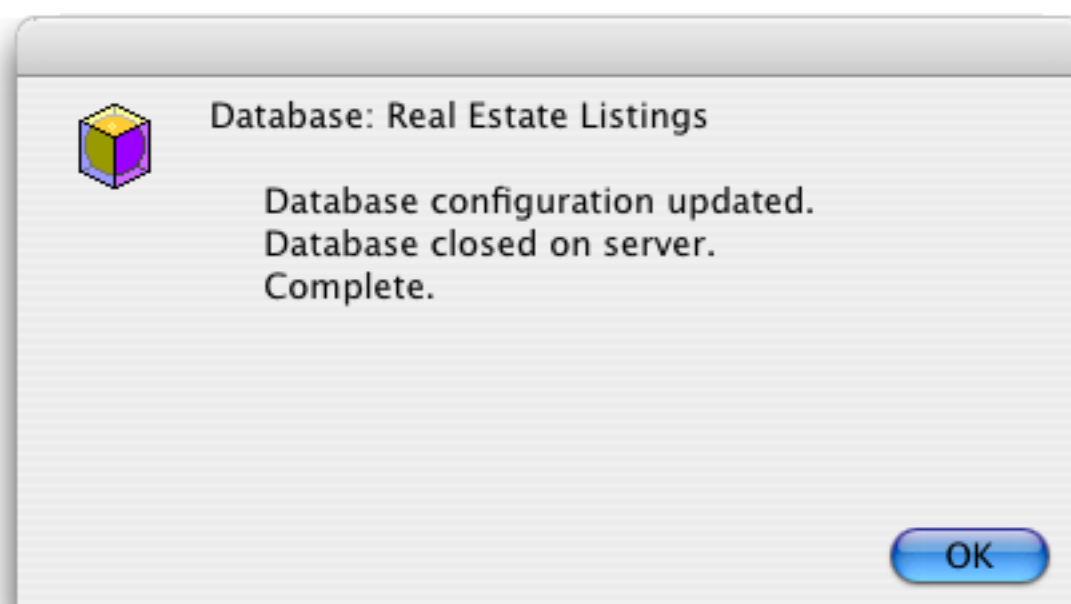 Database: Real Estate Listings
Database configuration updated.
Database closed on server.
Complete.
OK